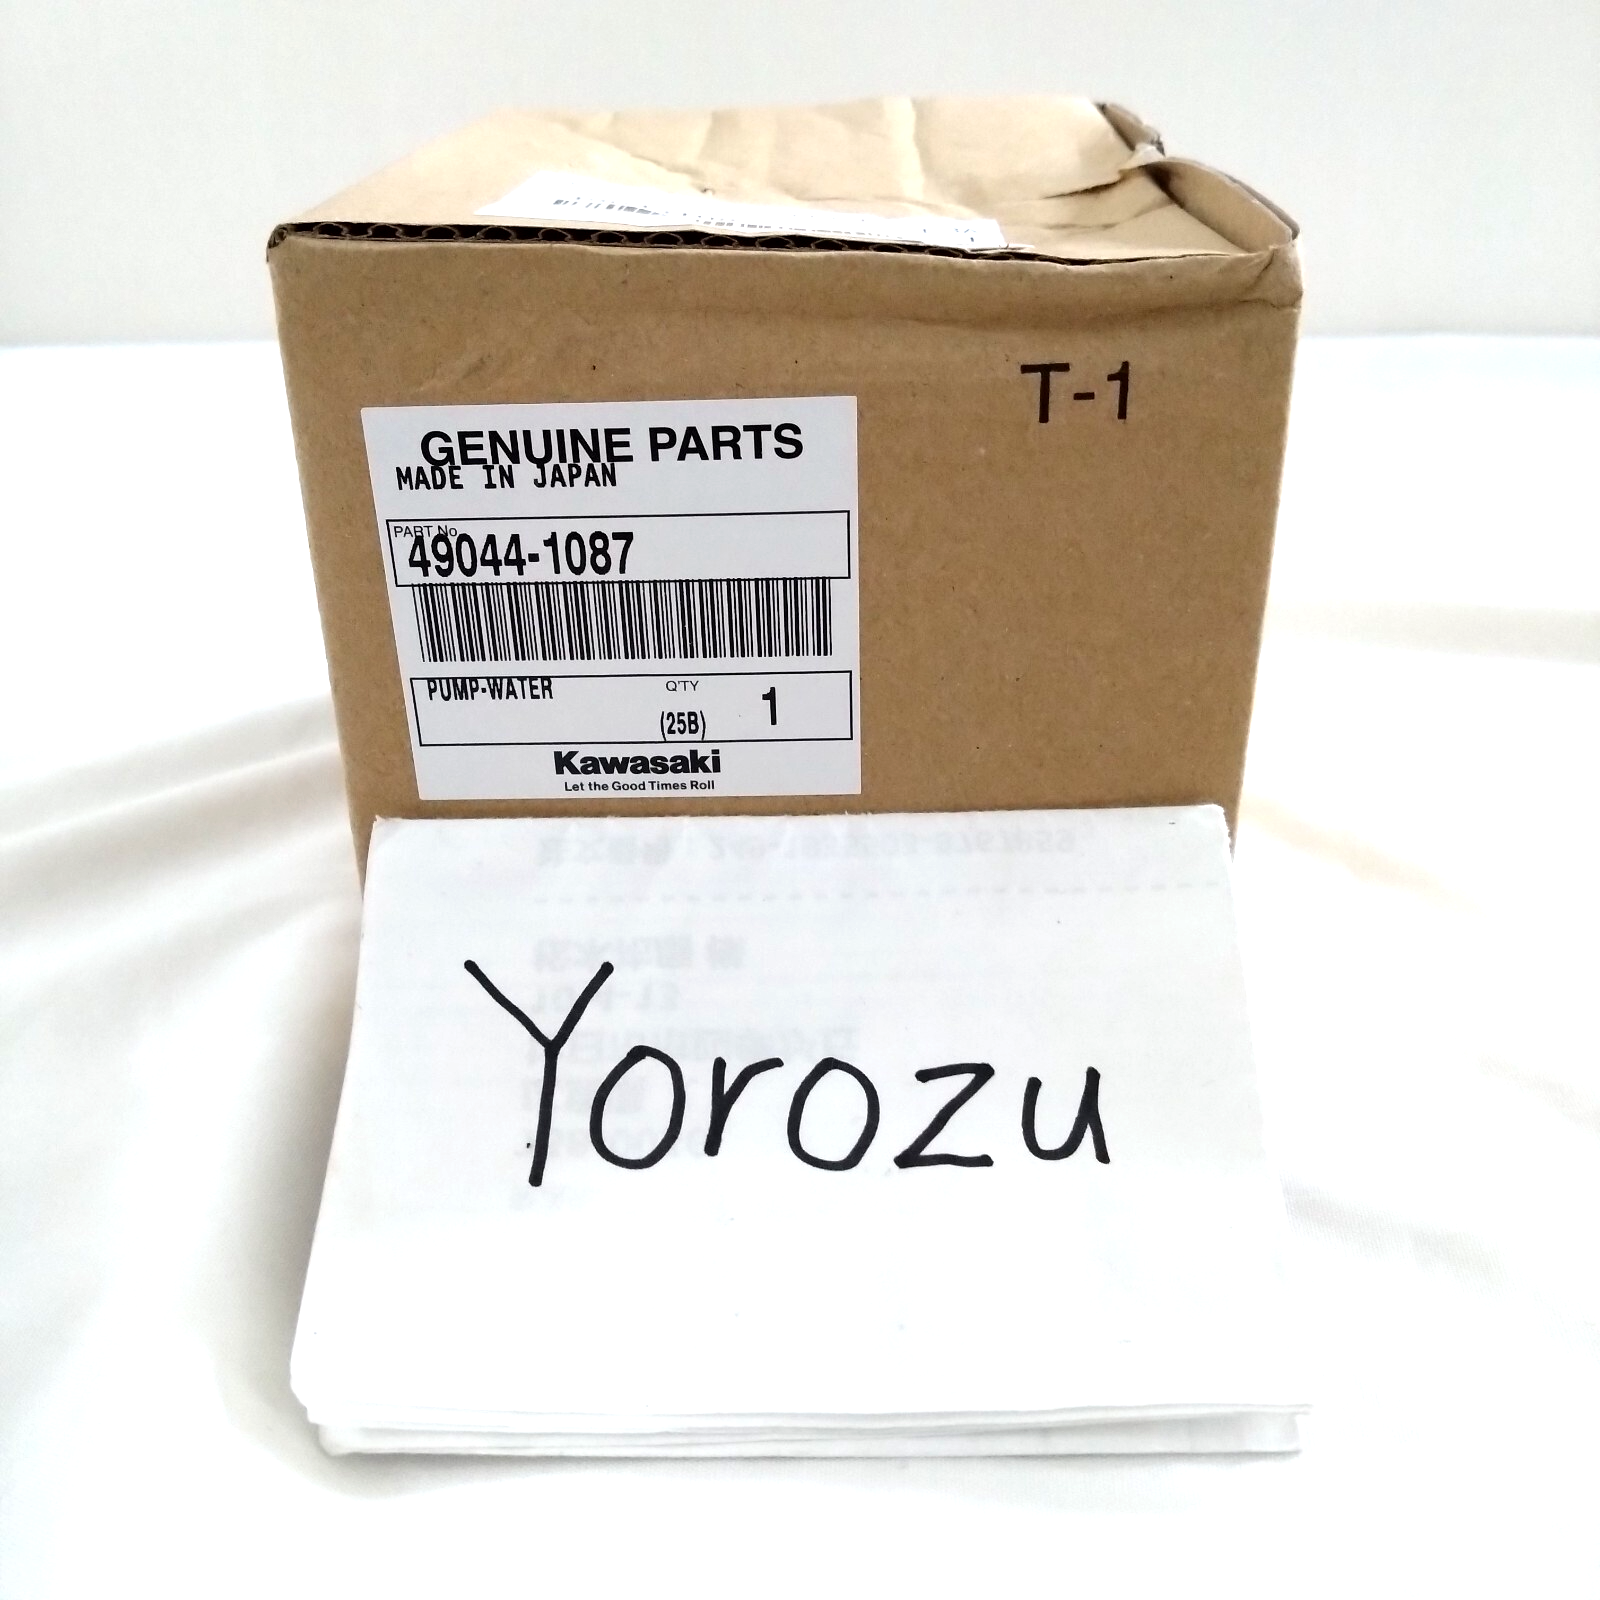 T-1
GENUINE PARTS
MADE IN JAPAN
PART No.
49044-1087
PUMP-WATER
Q'TY
(25B)
1
Kawasaki
Let the Good Times Roll
Yorozu